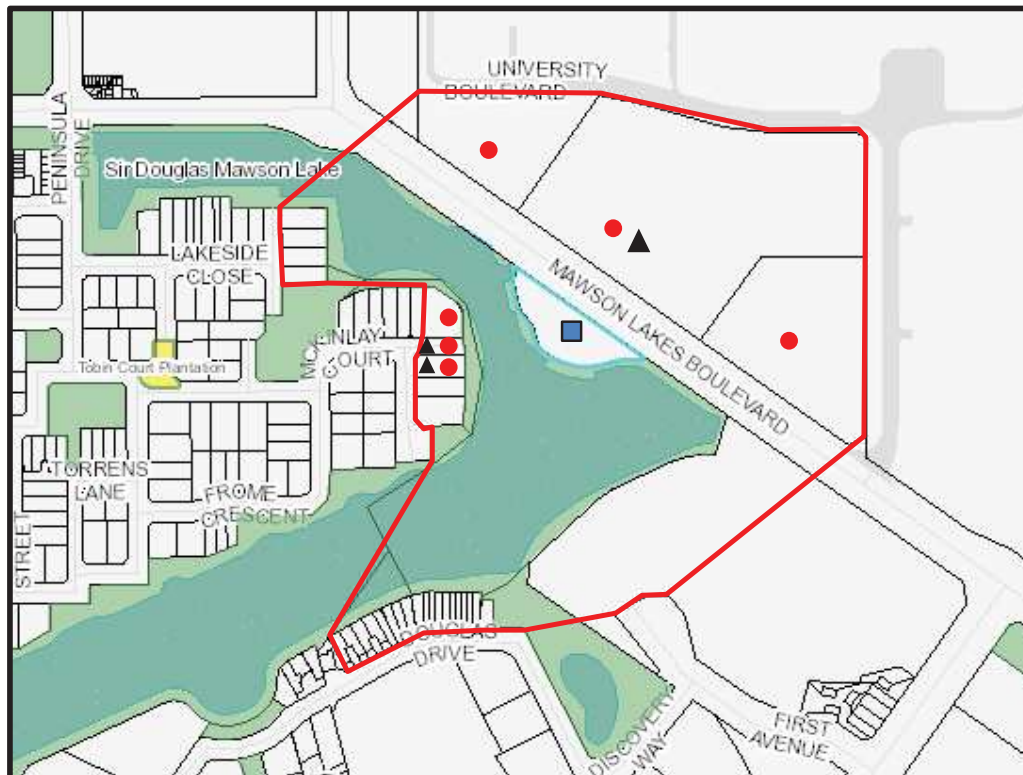 UNIVERSITY
BOULEVARD
PENINSULA
DRIVE
Sir Douglas Mawson Lake
LAKESIDE
CLOSE
MAWSON LAKES BOULEVARD
MCKINLAY
COURT
Tobin Court Plantation
TORRENS
LANE
FROME
CRESCENT
STREET
DOUGLAS
DRIVE
DISCOVERY
WAY
FIRST
AVENUE